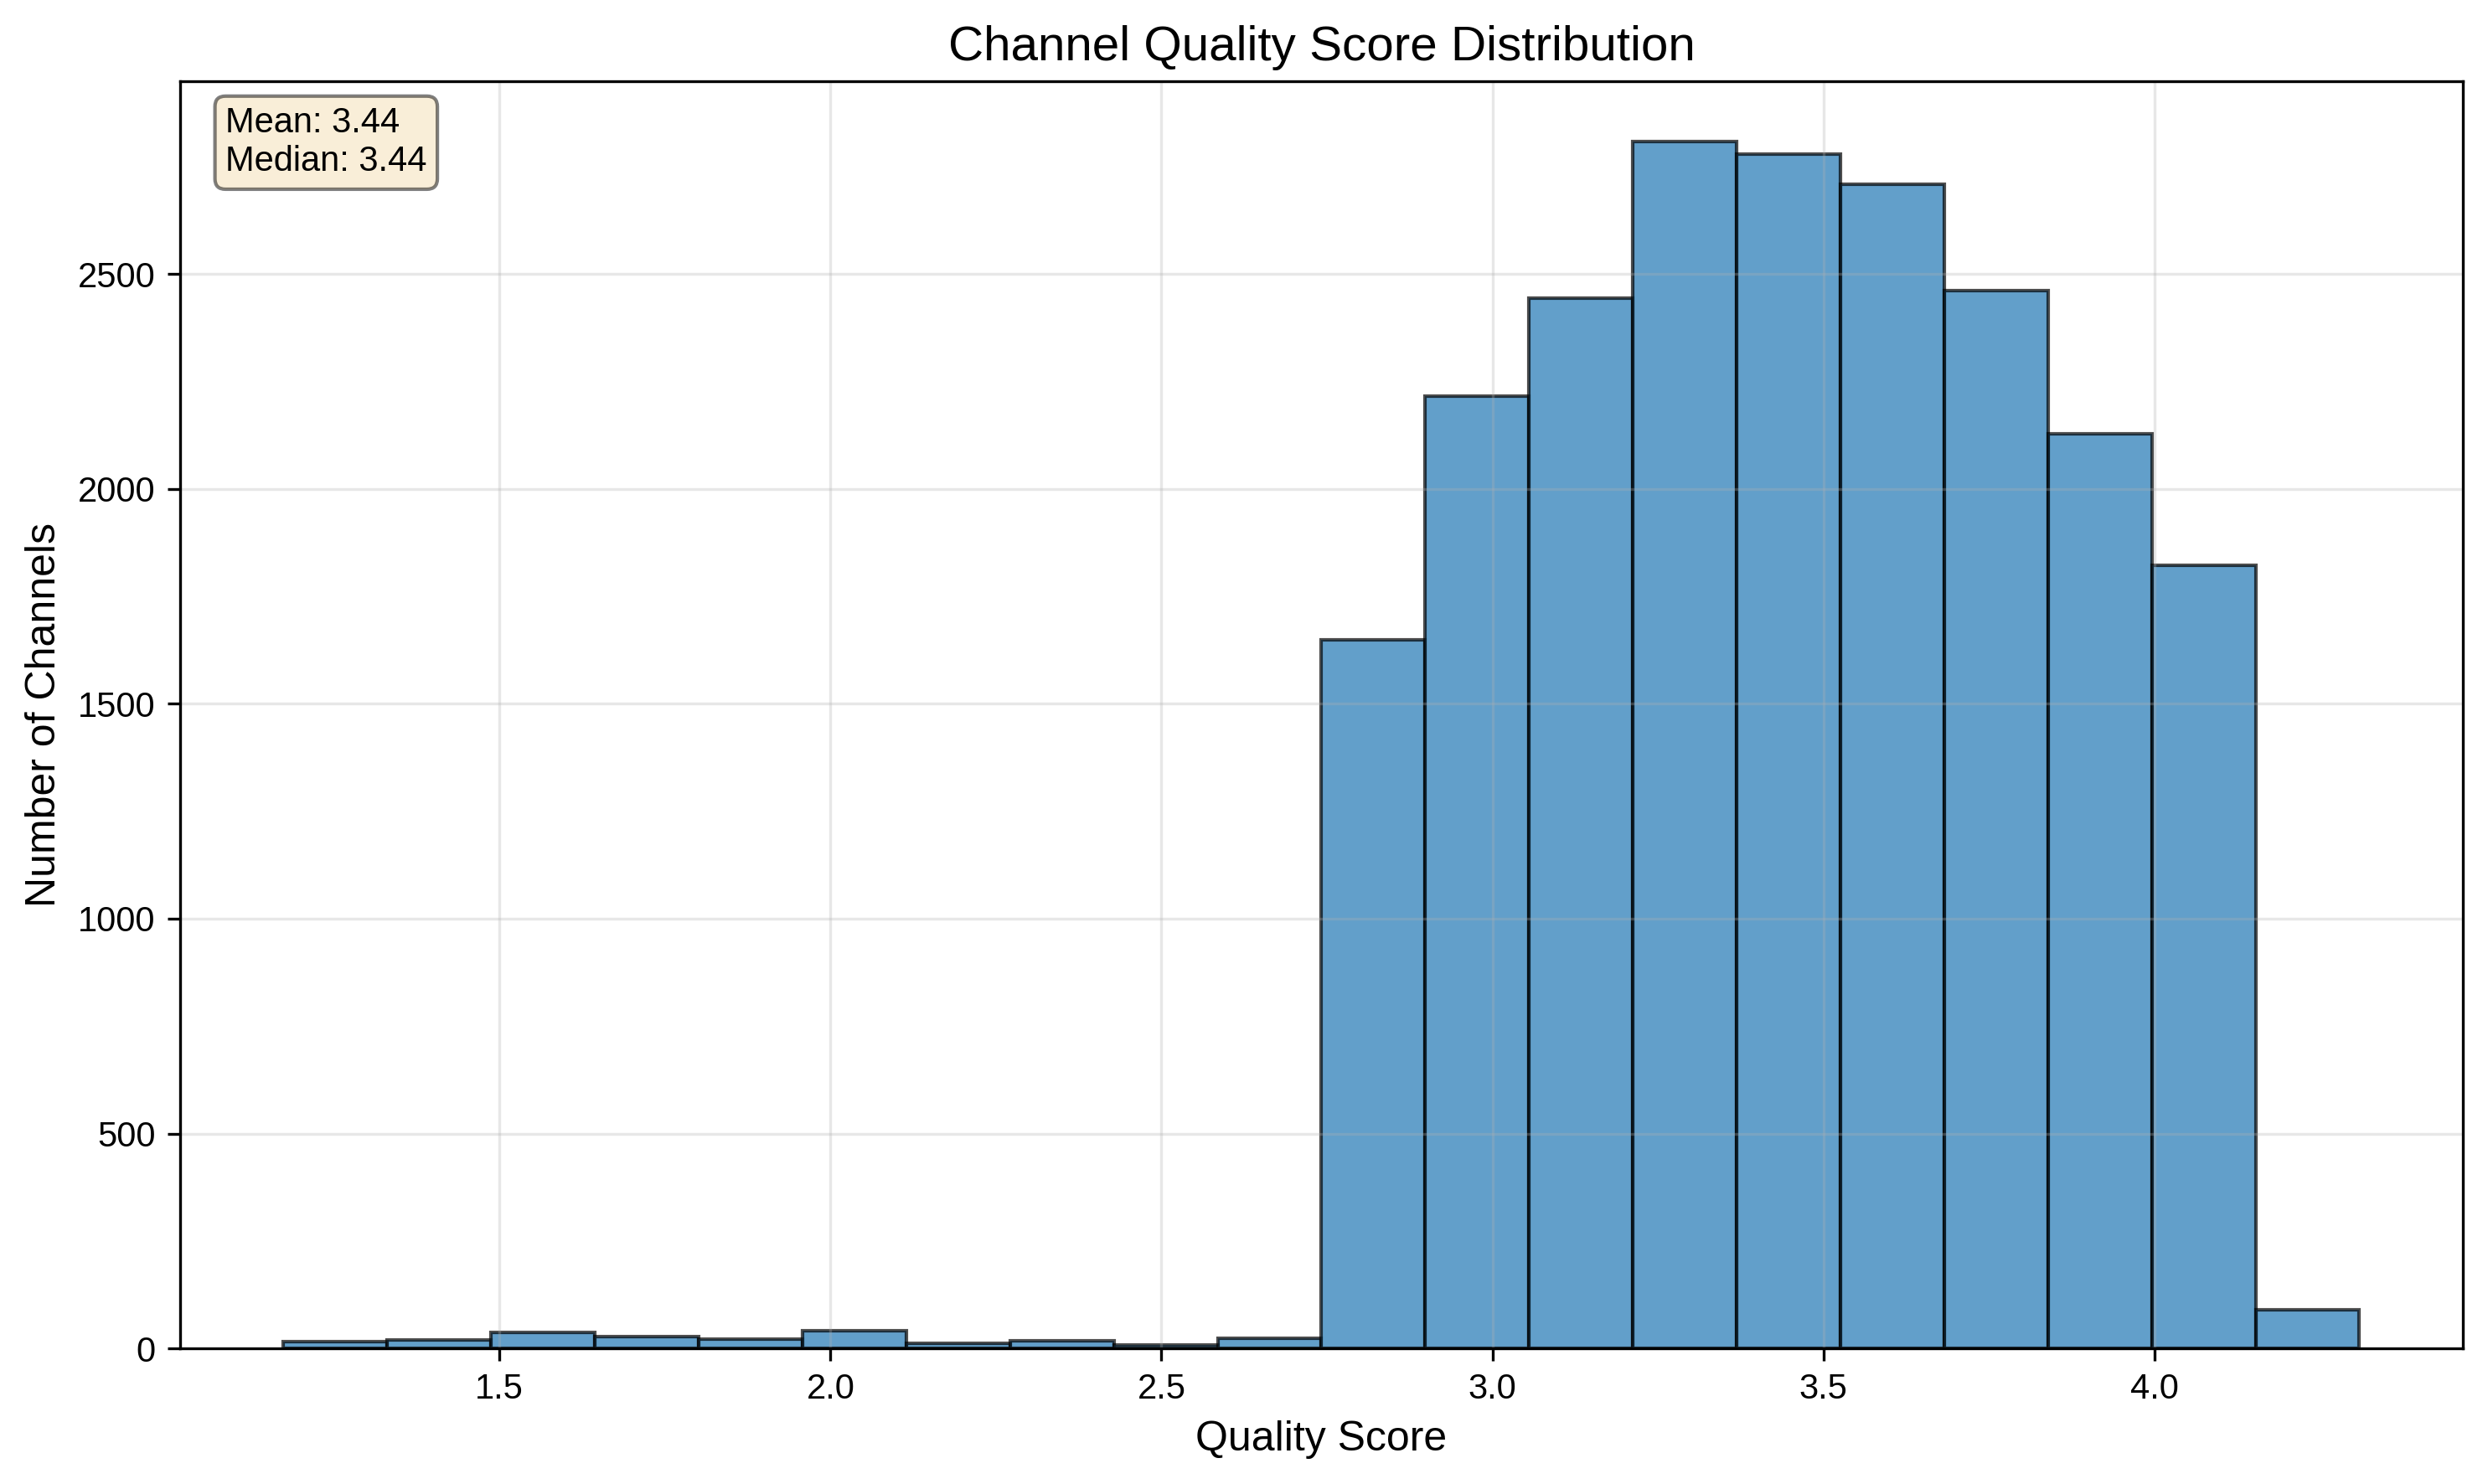 Channel Quality Score Distribution
Mean: 3.44
Median: 3.44
2500
2000
1500
1000
500
0
Number of Channels
1.5 2.0 2.5 3.0 3.5 4.0
Quality Score